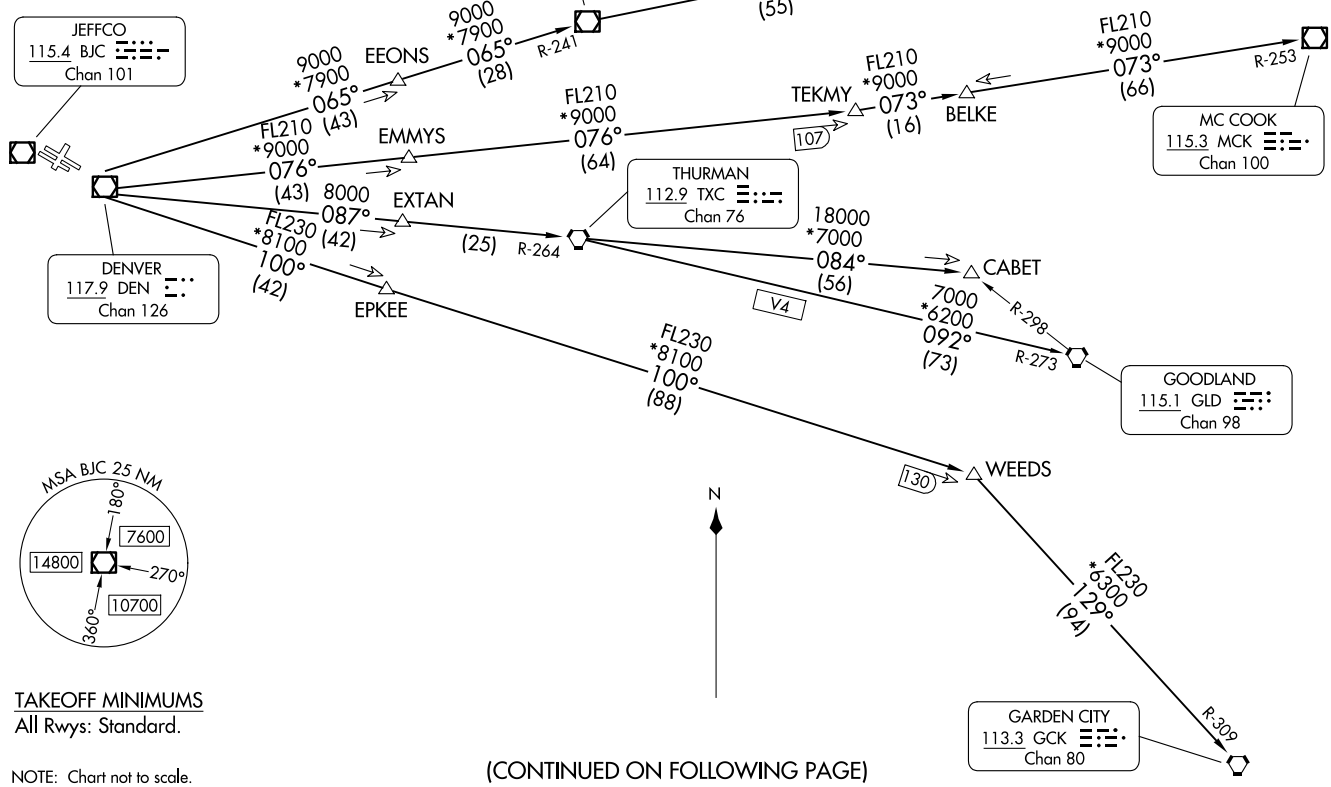 JEFFCO
115.4 BJC
Chan 101
9000
*7900
065°
(43)
EEONS
9000
*7900
065°
(28)
R-241
(55)
FL210
*9000
076°
(43)
EMMYS
FL210
*9000
076°
(64)
TEKMY
107
FL210
*9000
073°
(16)
BELKE
FL210
*9000
073°
(66)
R-253
MC COOK
115.3 MCK
Chan 100
DENVER
117.9 DEN
Chan 126
8000
087°
(42)
EXTAN
(25)
R-264
THURMAN
112.9 TXC
Chan 76
18000
*7000
084°
(56)
CABET
V4
7000
*6200
092°
(73)
R-273
R-298
GOODLAND
115.1 GLD
Chan 98
FL230
*8100
100°
(42)
EPKEE
FL230
*8100
100°
(88)
130
WEEDS
FL230
*6300
129°
(94)
R-309
GARDEN CITY
113.3 GCK
Chan 80
MSA BJC 25 NM
180°
7600
14800
270°
10700
360°
N
TAKEOFF MINIMUMS
All Rwys: Standard.
NOTE: Chart not to scale.
(CONTINUED ON FOLLOWING PAGE)